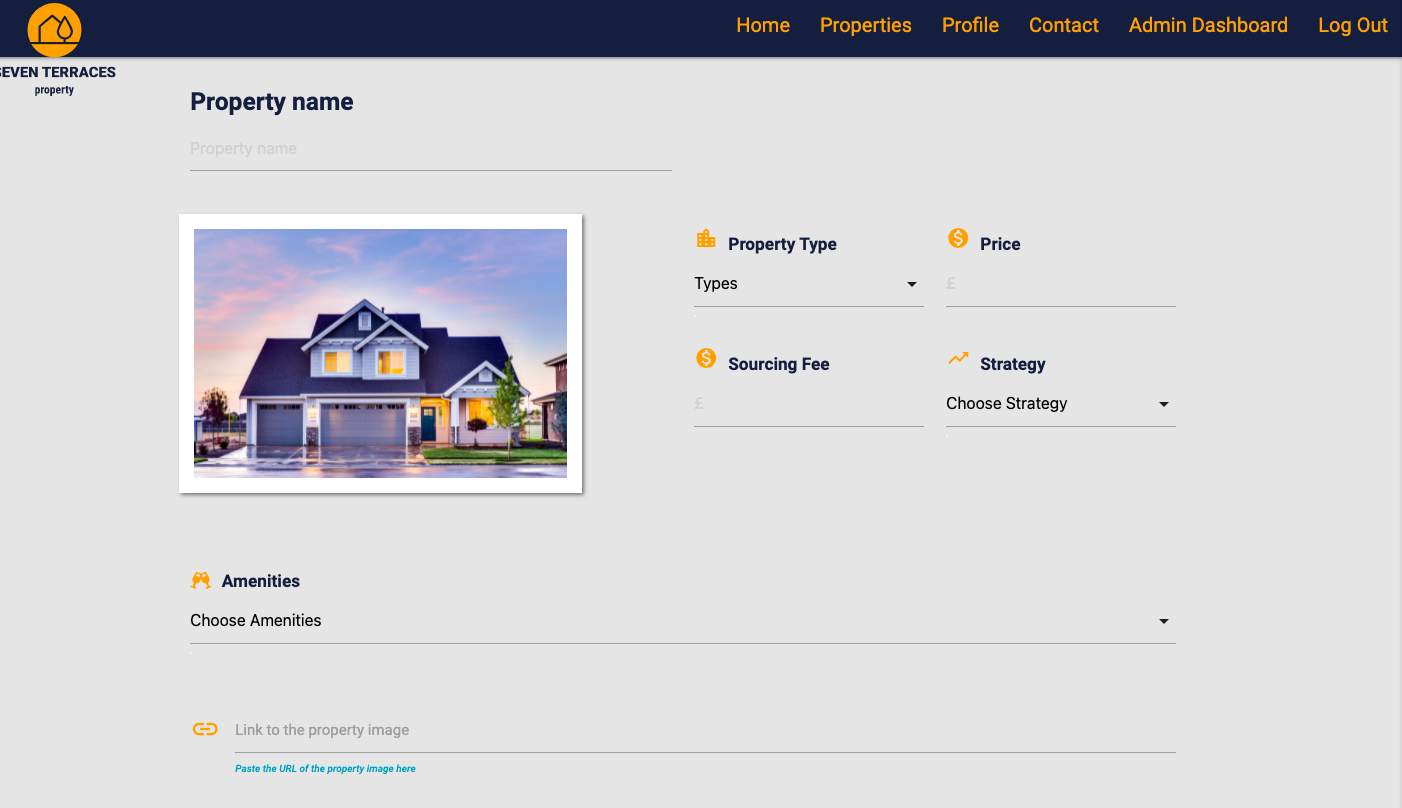 Home Properties Profile Contact Admin Dashboard Log Out
SEVEN TERRACES
property
Property name
Property name
Property Type Price
Types £
Sourcing Fee Strategy
£ Choose Strategy
Amenities
Choose Amenities
Link to the property image
Paste the URL of the property image here